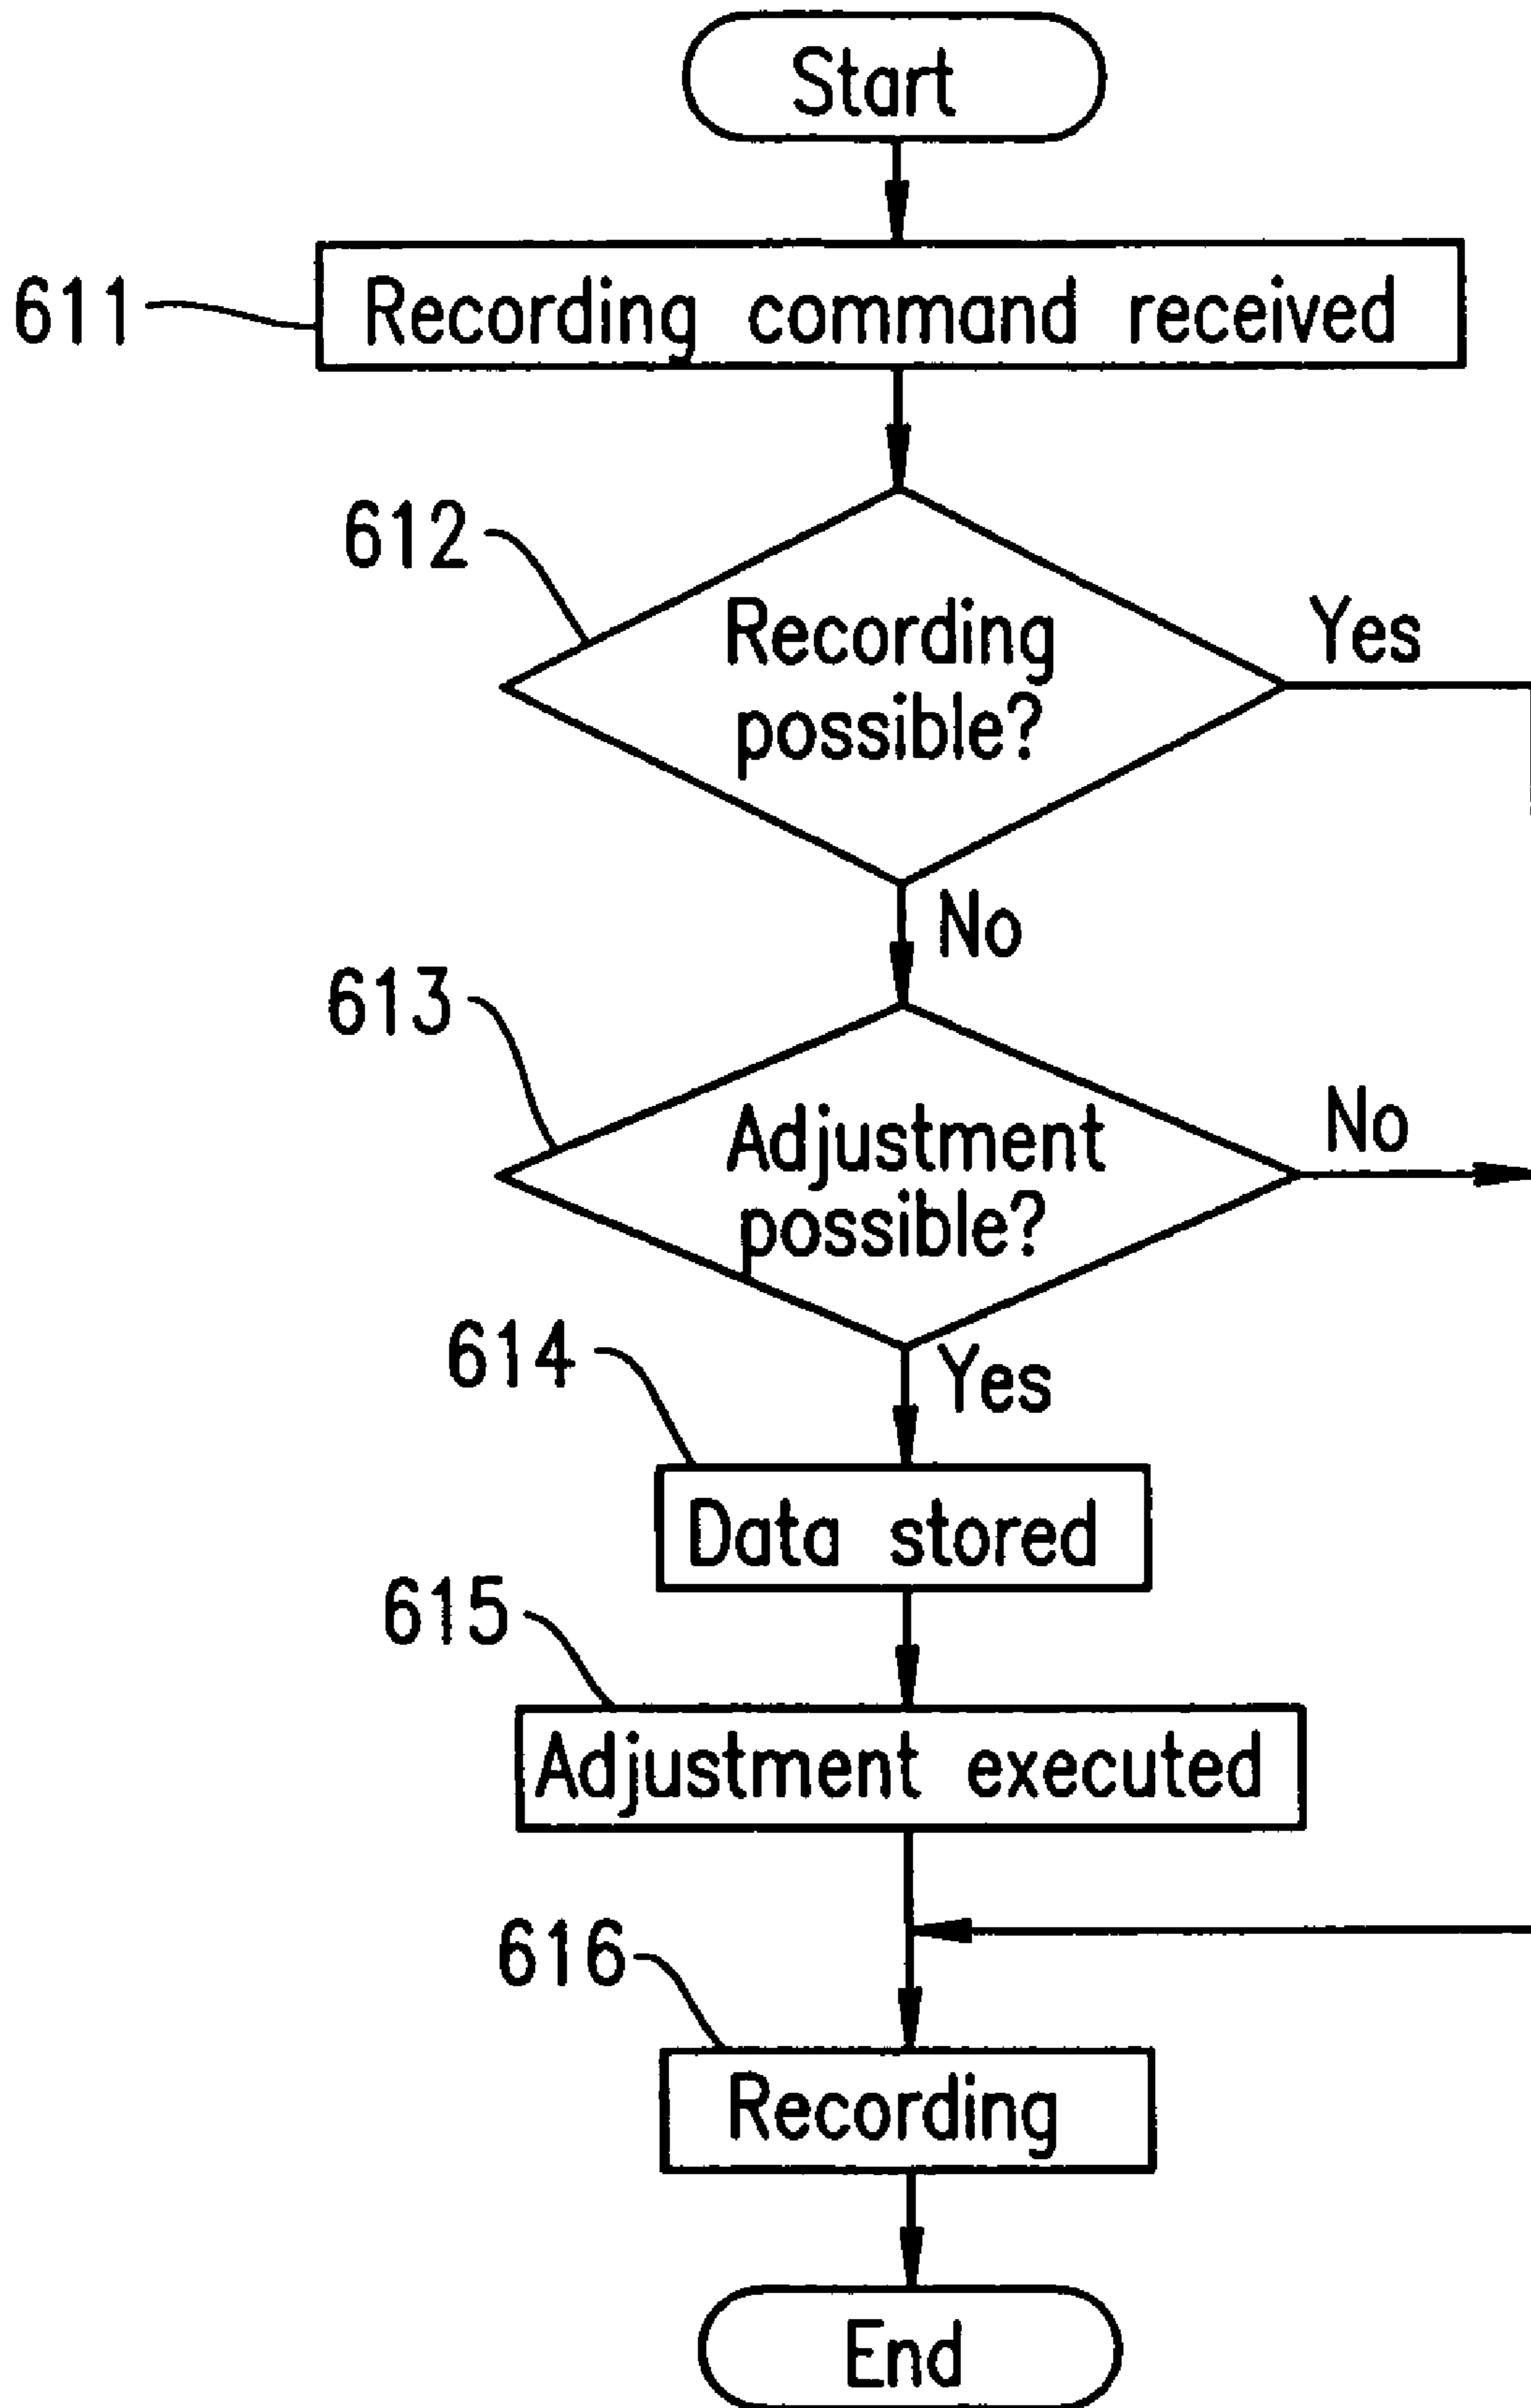 Start
611
Recording command received
612
Recording
possible?
Yes
No
613
Adjustment
possible?
No
614
Yes
Data stored
615
Adjustment executed
616
Recording
End